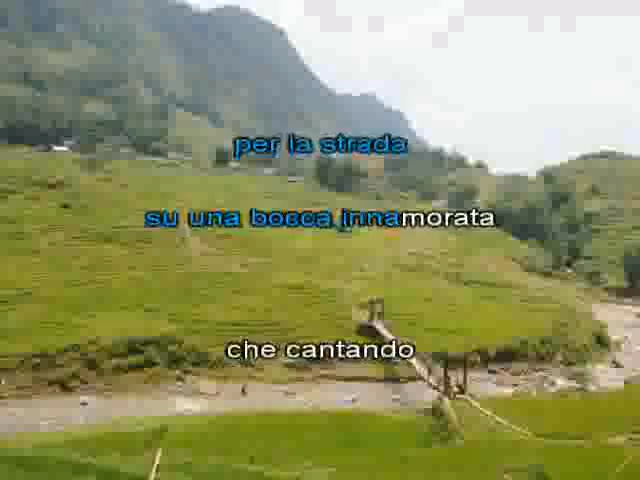 per la strada
su una bocca innamorata
che cantando